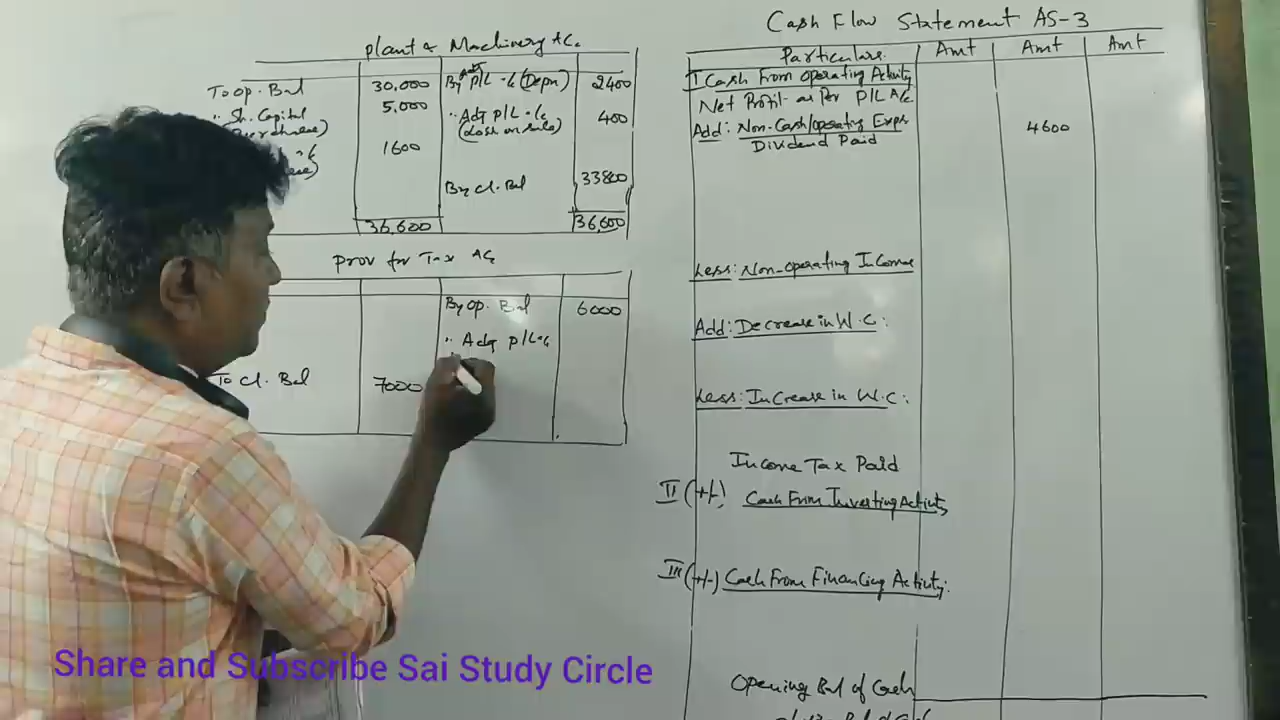 Plant & Machinery A/c
To Op. Bal 30,000 By P/L A/c (Depn) 2400
" Sh. Capital 5,000 " Adj P/L A/c 400
(Loss on sale)
1600
By Cl. Bal 33800
36,600 36,600
Prov for Tax A/c
By Op. Bal 6000
" Adj P/L A/c
To Cl. Bal 7000
Cash Flow Statement AS-3
Particulars Amt Amt Amt
I Cash From Operating Activity
Net Profit as Per P/L A/c
Add: Non-Cash/operating Exps 4600
Dividend Paid
Less: Non-operating Incomes
Add: Decrease in W.C:
Less: Increase in W.C:
Income Tax Paid
II (+/-) Cash From Investing Activity
III (+/-) Cash From Financing Activity:
Opening Bal of Cash
Share and Subscribe Sai Study Circle